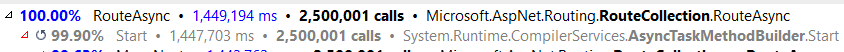 100.00% RouteAsync • 1,449,194 ms • 2,500,001 calls • Microsoft.AspNet.Routing.RouteCollection.RouteAsync
99.90% Start • 1,447,703 ms • 2,500,001 calls • System.Runtime.CompilerServices.AsyncTaskMethodBuilder.Start